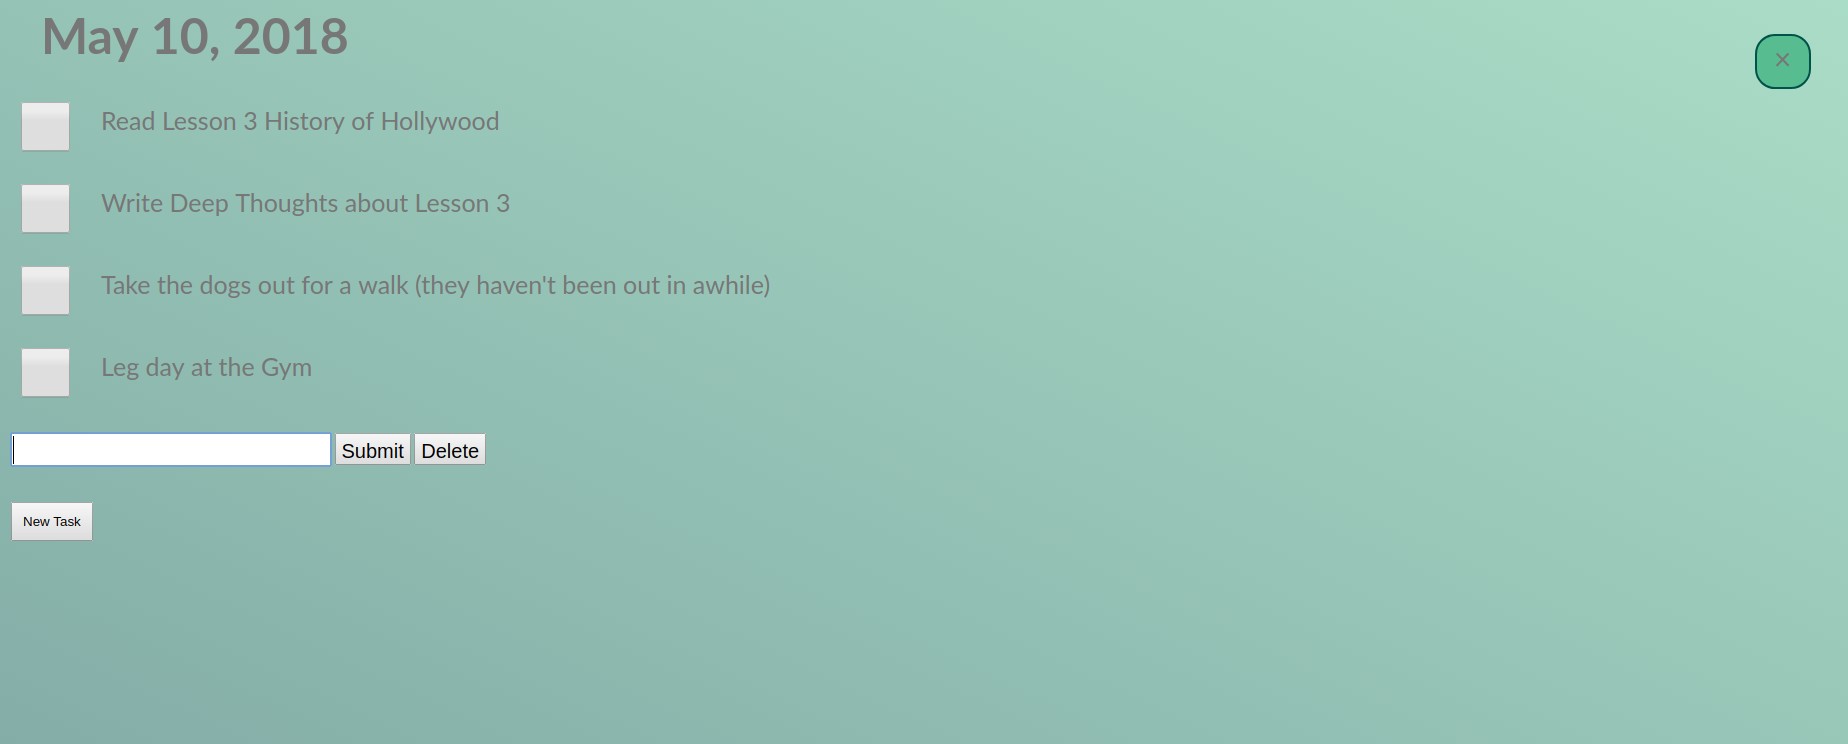 May 10, 2018
×
Read Lesson 3 History of Hollywood
Write Deep Thoughts about Lesson 3
Take the dogs out for a walk (they haven't been out in awhile)
Leg day at the Gym
Submit Delete
New Task